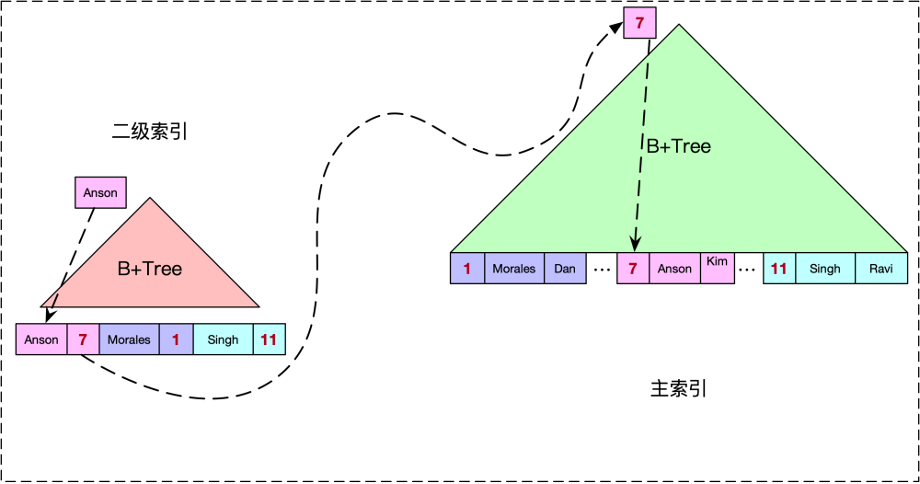 7
二级索引
B+Tree
Anson
B+Tree
1 Morales Dan ... 7 Anson Kim ... 11 Singh Ravi
Anson 7 Morales 1 Singh 11
主索引